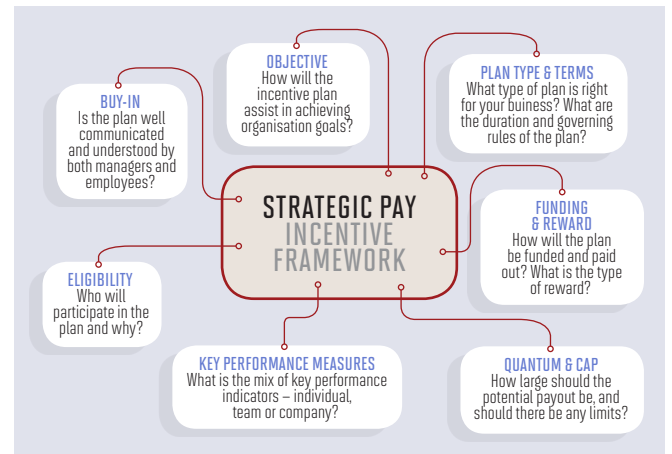 OBJECTIVE
How will the
incentive plan
assist in achieving
organisation goals?
PLAN TYPE & TERMS
What type of plan is right
for your business? What are
the duration and governing
rules of the plan?
BUY-IN
Is the plan well
communicated
and understood by
both managers and
employees?
STRATEGIC PAY
INCENTIVE
FRAMEWORK
FUNDING
& REWARD
How will the plan
be funded and paid
out? What is the type
of reward?
ELIGIBILITY
Who will
participate in the
plan and why?
KEY PERFORMANCE MEASURES
What is the mix of key performance
indicators – individual,
team or company?
QUANTUM & CAP
How large should the
potential payout be, and
should there be any limits?